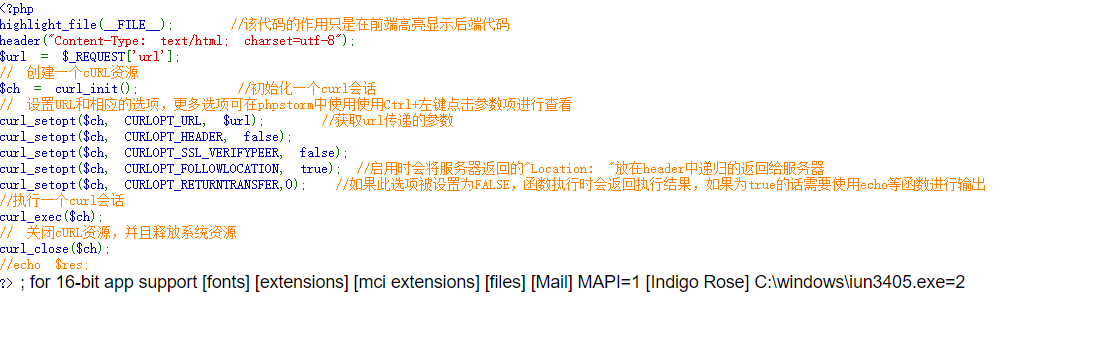 <?php
highlight_file(__FILE__); //该代码的作用只是在前端高亮显示后端代码
header("Content-Type: text/html; charset=utf-8");
$url = $_REQUEST['url'];
// 创建一个cURL资源
$ch = curl_init(); //初始化一个curl会话
// 设置URL和相应的选项，更多选项可在phpstorm中使用使用Ctrl+左键点击参数项进行查看
curl_setopt($ch, CURLOPT_URL, $url); //获取url传递的参数
curl_setopt($ch, CURLOPT_HEADER, false);
curl_setopt($ch, CURLOPT_SSL_VERIFYPEER, false);
curl_setopt($ch, CURLOPT_FOLLOWLOCATION, true); //启用时会将服务器返回的"Location: "放在header中递归的返回给服务器
curl_setopt($ch, CURLOPT_RETURNTRANSFER,0); //如果此选项被设置为FALSE，函数执行时会返回执行结果，如果为true的话需要使用echo等函数进行输出
//执行一个curl会话
curl_exec($ch);
// 关闭cURL资源，并且释放系统资源
curl_close($ch);
//echo $res;
?> ; for 16-bit app support [fonts] [extensions] [mci extensions] [files] [Mail] MAPI=1 [Indigo Rose] C:\windows\iun3405.exe=2